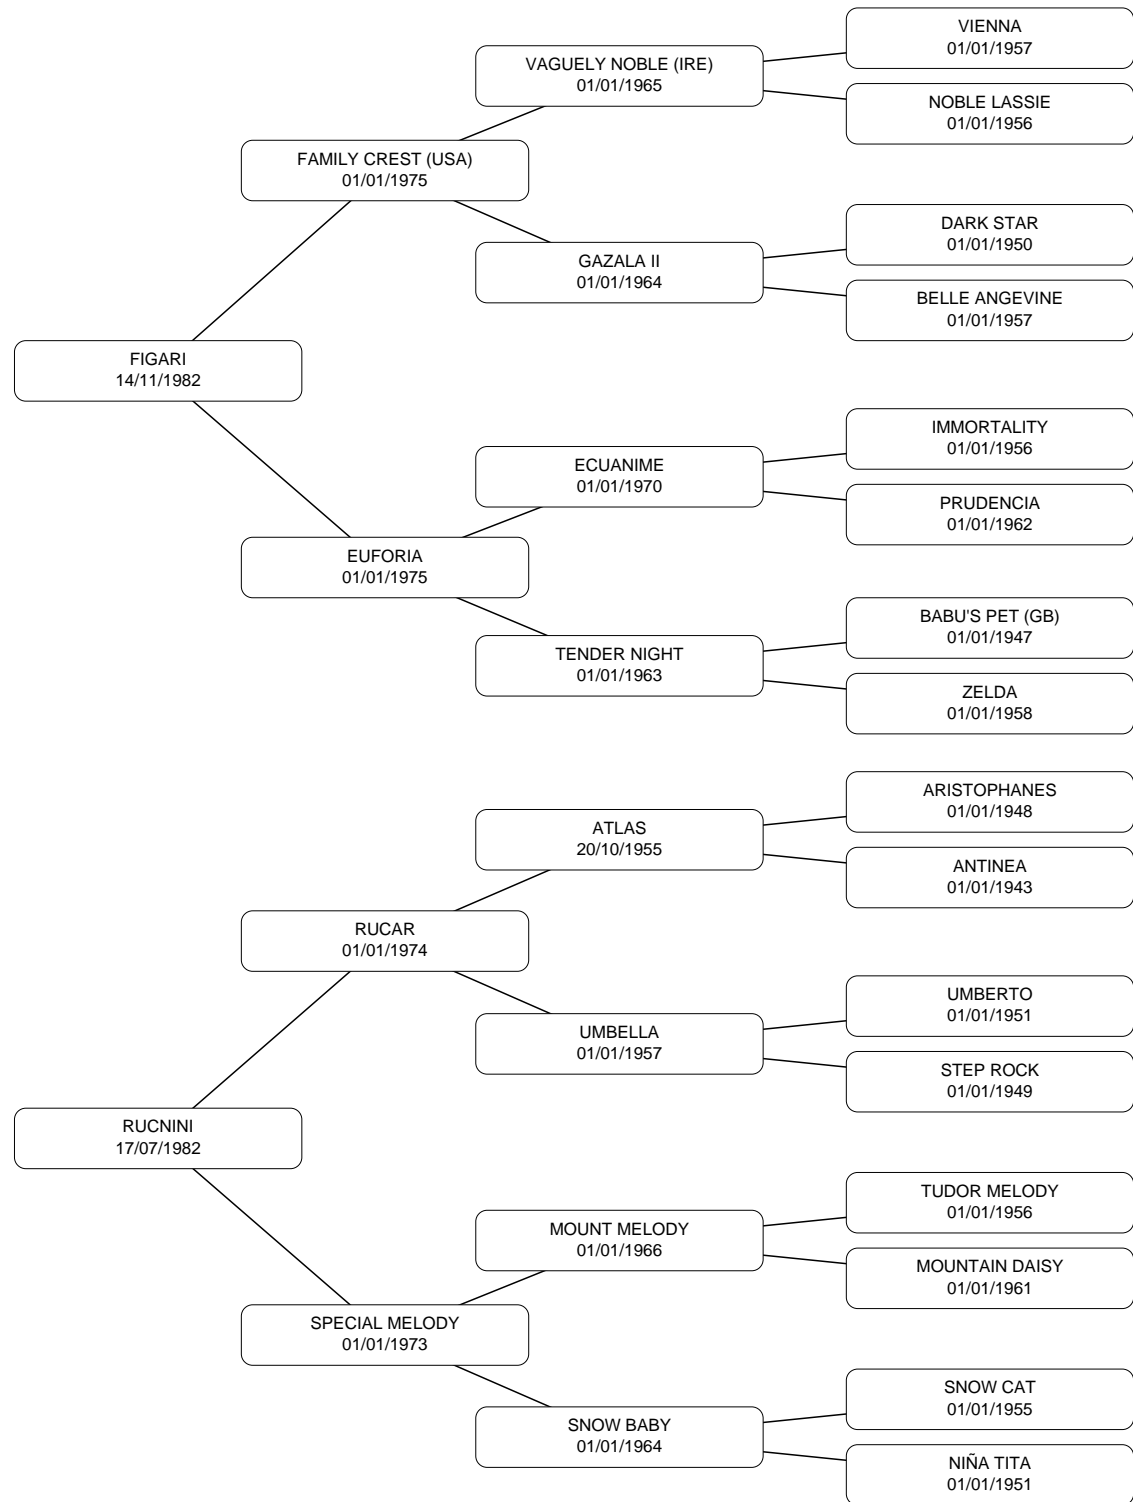 VIENNA
01/01/1957
VAGUELY NOBLE (IRE)
01/01/1965
NOBLE LASSIE
01/01/1956
FAMILY CREST (USA)
01/01/1975
DARK STAR
01/01/1950
GAZALA II
01/01/1964
BELLE ANGEVINE
01/01/1957
FIGARI
14/11/1982
IMMORTALITY
01/01/1956
ECUANIME
01/01/1970
PRUDENCIA
01/01/1962
EUFORIA
01/01/1975
BABU'S PET (GB)
01/01/1947
TENDER NIGHT
01/01/1963
ZELDA
01/01/1958
ARISTOPHANES
01/01/1948
ATLAS
20/10/1955
ANTINEA
01/01/1943
RUCAR
01/01/1974
UMBERTO
01/01/1951
UMBELLA
01/01/1957
STEP ROCK
01/01/1949
RUCNINI
17/07/1982
TUDOR MELODY
01/01/1956
MOUNT MELODY
01/01/1966
MOUNTAIN DAISY
01/01/1961
SPECIAL MELODY
01/01/1973
SNOW CAT
01/01/1955
SNOW BABY
01/01/1964
NIÑA TITA
01/01/1951